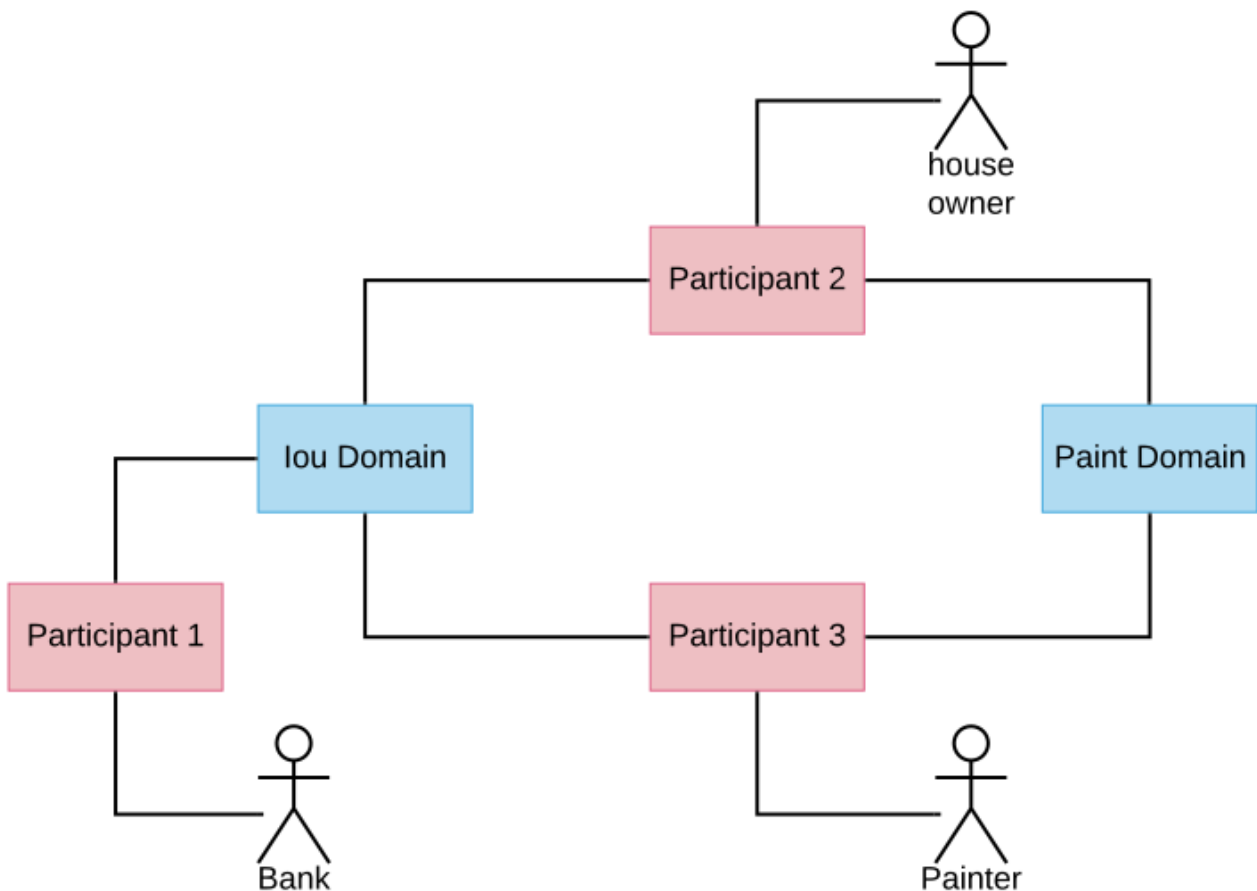 house
owner
Participant 2
Iou Domain
Paint Domain
Participant 1
Participant 3
Bank
Painter